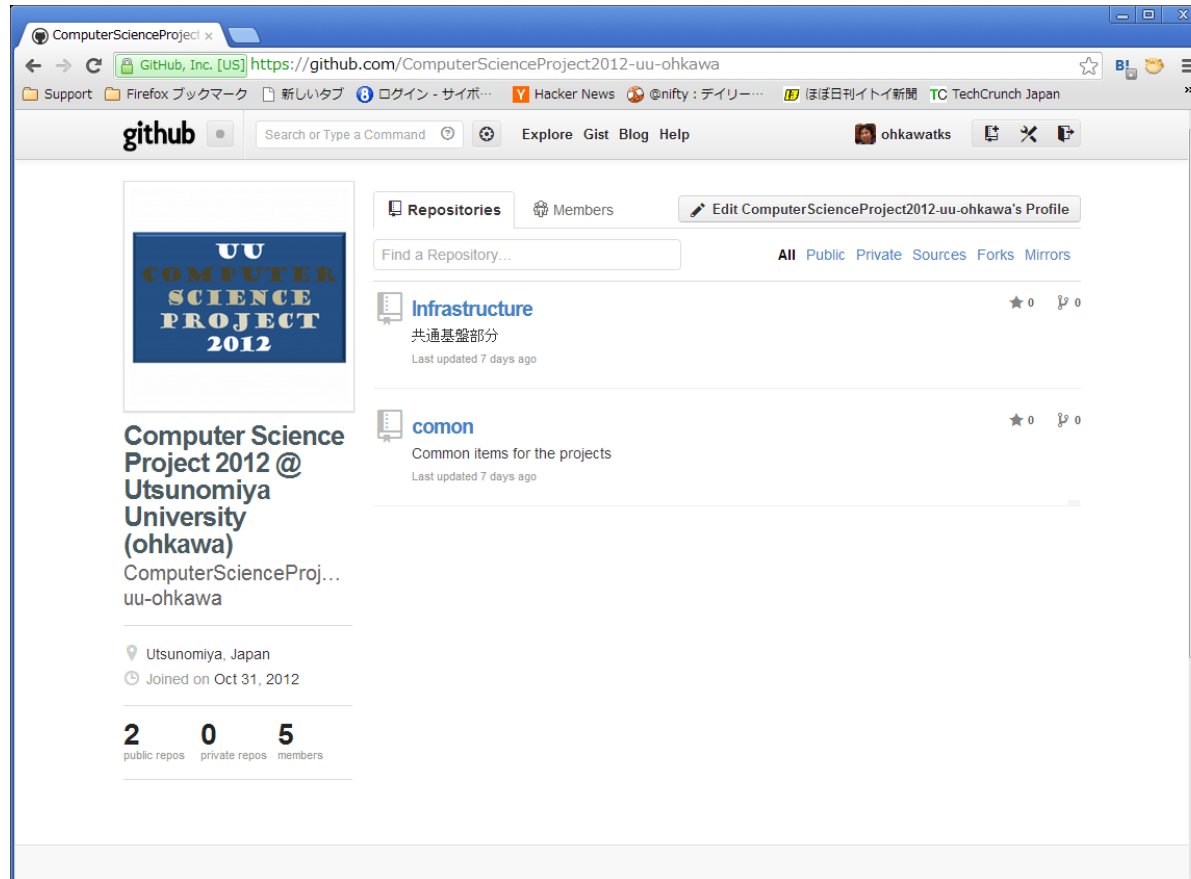 ComputerScienceProject
GitHub, Inc. [US] https://github.com/ComputerScienceProject2012-uu-ohkawa
B!
Support Firefox ブックマーク 新しいタブ ログイン - サイボ… Y Hacker News @nifty：デイリー… ほぼ日刊イトイ新聞 TC TechCrunch Japan »
github Search or Type a Command Explore Gist Blog Help ohkawatks
UU
COMPUTER
SCIENCE
PROJECT
2012
Computer Science
Project 2012 @
Utsunomiya
University
(ohkawa)
ComputerScienceProj…
uu-ohkawa
Utsunomiya, Japan
Joined on Oct 31, 2012
2 0 5
public repos private repos members
Repositories Members Edit ComputerScienceProject2012-uu-ohkawa's Profile
Find a Repository... All Public Private Sources Forks Mirrors
Infrastructure 0 0
共通基盤部分
Last updated 7 days ago
comon 0 0
Common items for the projects
Last updated 7 days ago